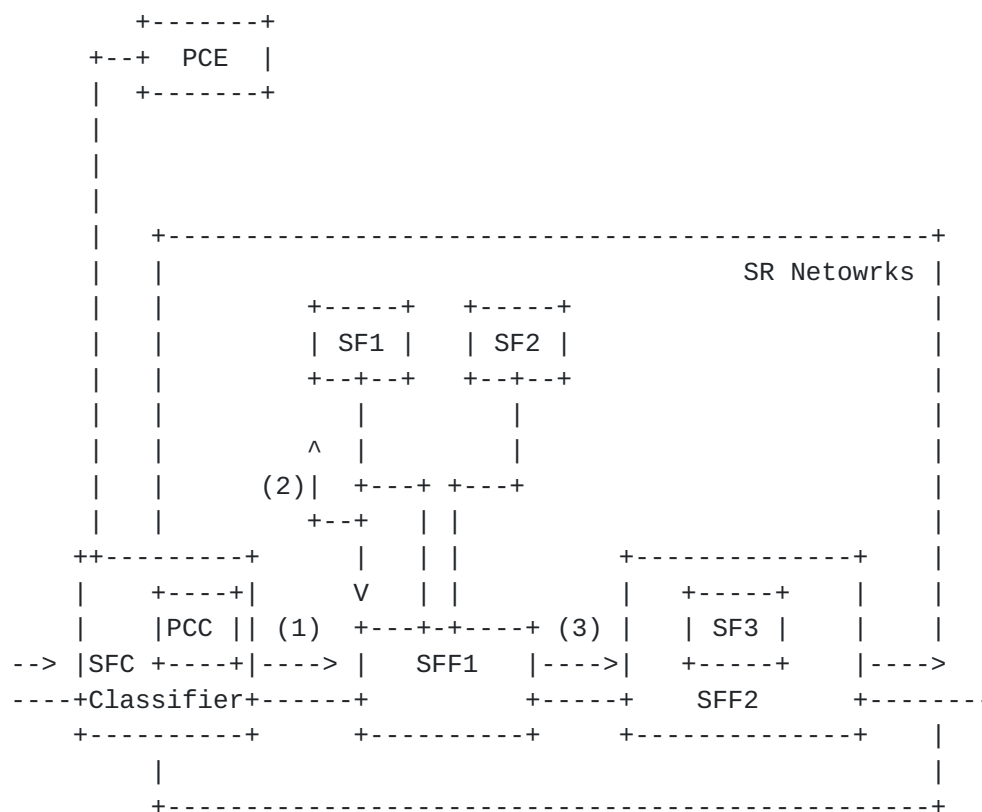 PCE
SR Netowrks
SF1 SF2
(2)
PCC (1) (3) SF3
SFC SFF1
Classifier SFF2